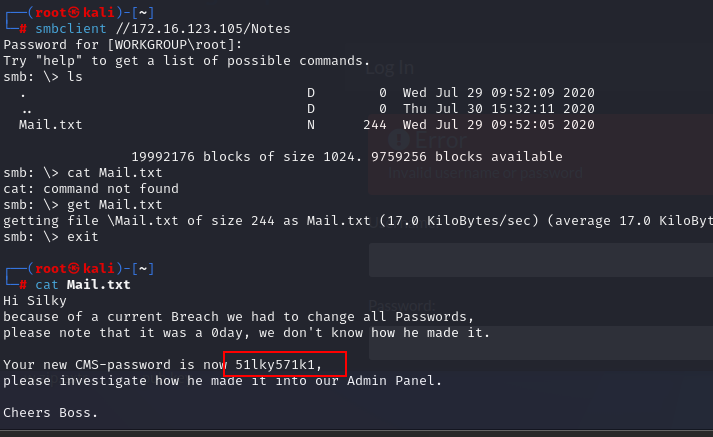 ┌──(root㉿kali)-[~]
└─# smbclient //172.16.123.105/Notes
Password for [WORKGROUP\root]:
Try "help" to get a list of possible commands.
Log In
smb: \> ls
  .                                   D        0  Wed Jul 29 09:52:09 2020
  ..                                  D        0  Thu Jul 30 15:32:11 2020
  Mail.txt                            N      244  Wed Jul 29 09:52:05 2020
Error
                19992176 blocks of size 1024. 9759256 blocks available
smb: \> cat Mail.txt
Invalid username or password
cat: command not found
smb: \> get Mail.txt
getting file \Mail.txt of size 244 as Mail.txt (17.0 KiloBytes/sec) (average 17.0 KiloByt
smb: \> exit
┌──(root㉿kali)-[~]
└─# cat Mail.txt
Hi Silky
Password:
because of a current Breach we had to change all Passwords,
please note that it was a 0day, we don't know how he made it.
Your new CMS-password is now 51lky571k1,
please investigate how he made it into our Admin Panel.
Cheers Boss.